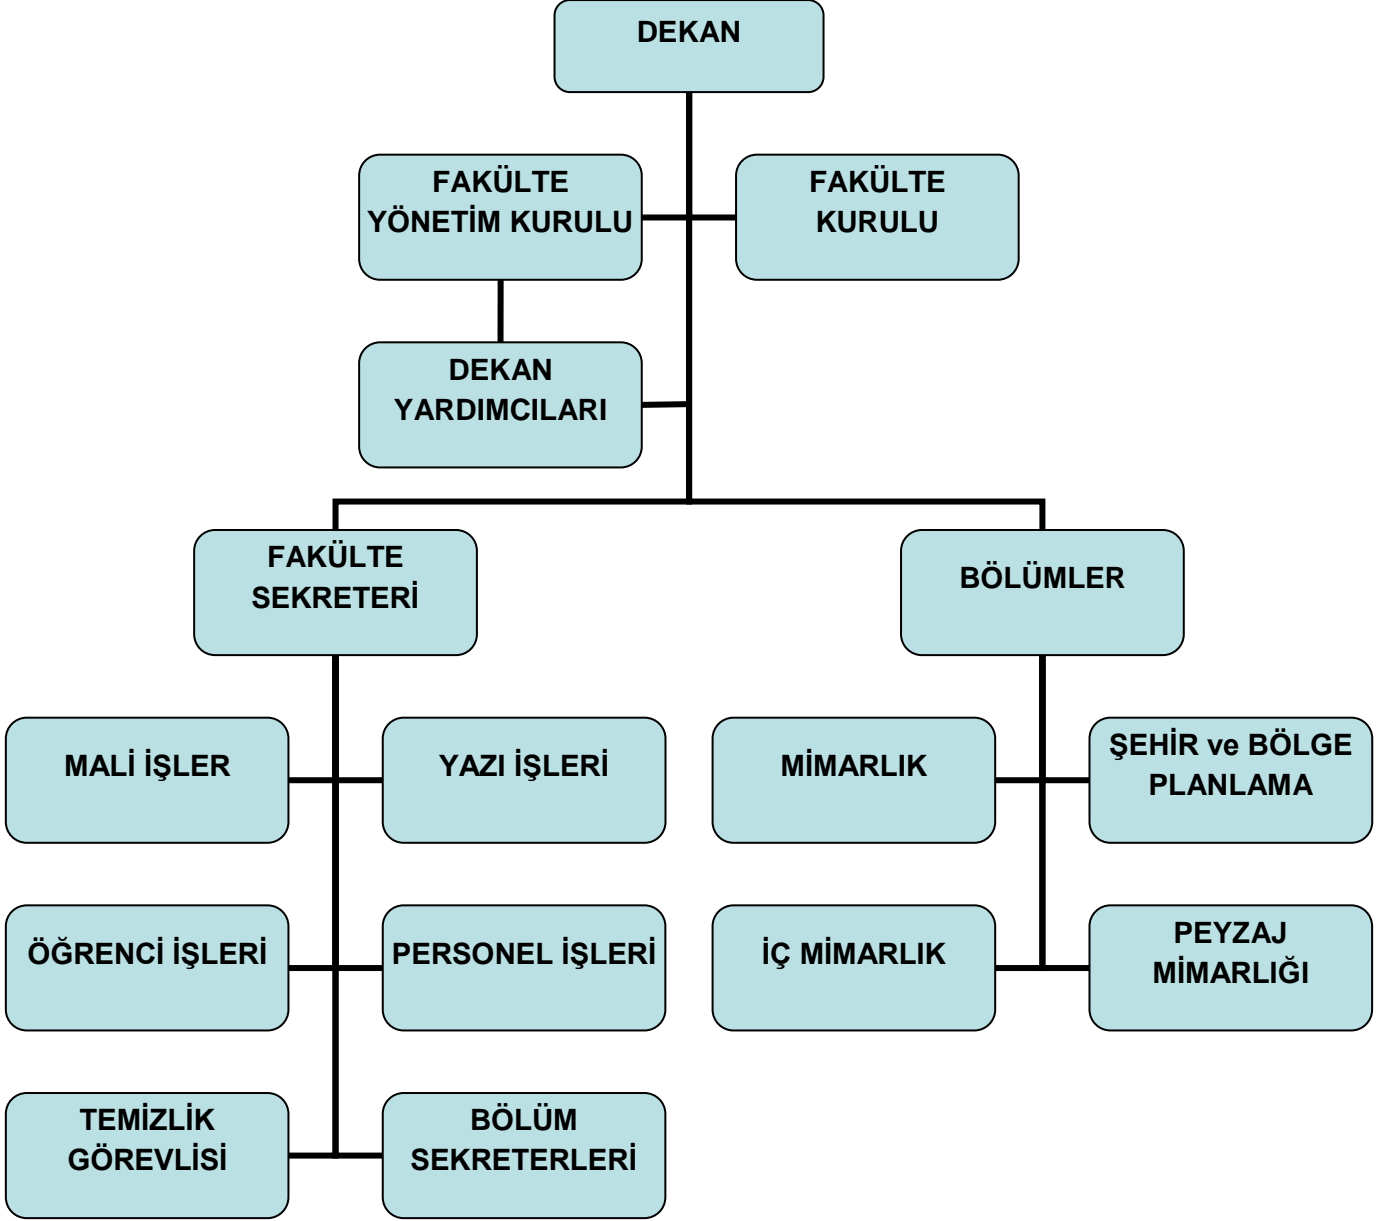 DEKAN
FAKÜLTE
YÖNETİM KURULU
FAKÜLTE
KURULU
DEKAN
YARDIMCILARI
FAKÜLTE
SEKRETERİ
BÖLÜMLER
MALİ İŞLER
YAZI İŞLERİ
MİMARLIK
ŞEHİR ve BÖLGE
PLANLAMA
ÖĞRENCİ İŞLERİ
PERSONEL İŞLERİ
İÇ MİMARLIK
PEYZAJ
MİMARLIĞI
TEMİZLİK
GÖREVLİSİ
BÖLÜM
SEKRETERLERİ